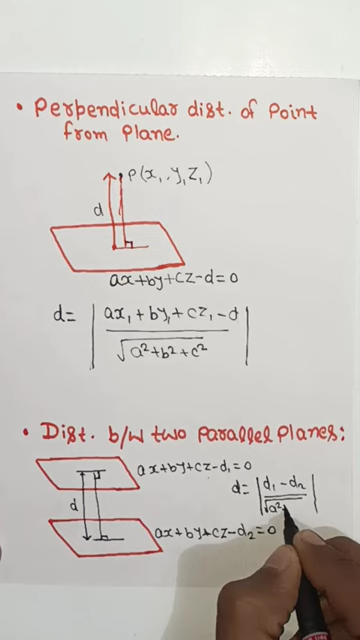 • Perpendicular dist. of Point
from Plane.
P(x₁, y₁ z₁)
d
ax+by+cz-d=0
d= | ax₁ + by₁ + cz₁ - d / √a²+b²+c² |
• Dist. b/w two Parallel Planes:
ax+by+cz-d₁=0
d
d= | d₁ - d₂ / √a²+ |
ax+by+cz-d₂=0